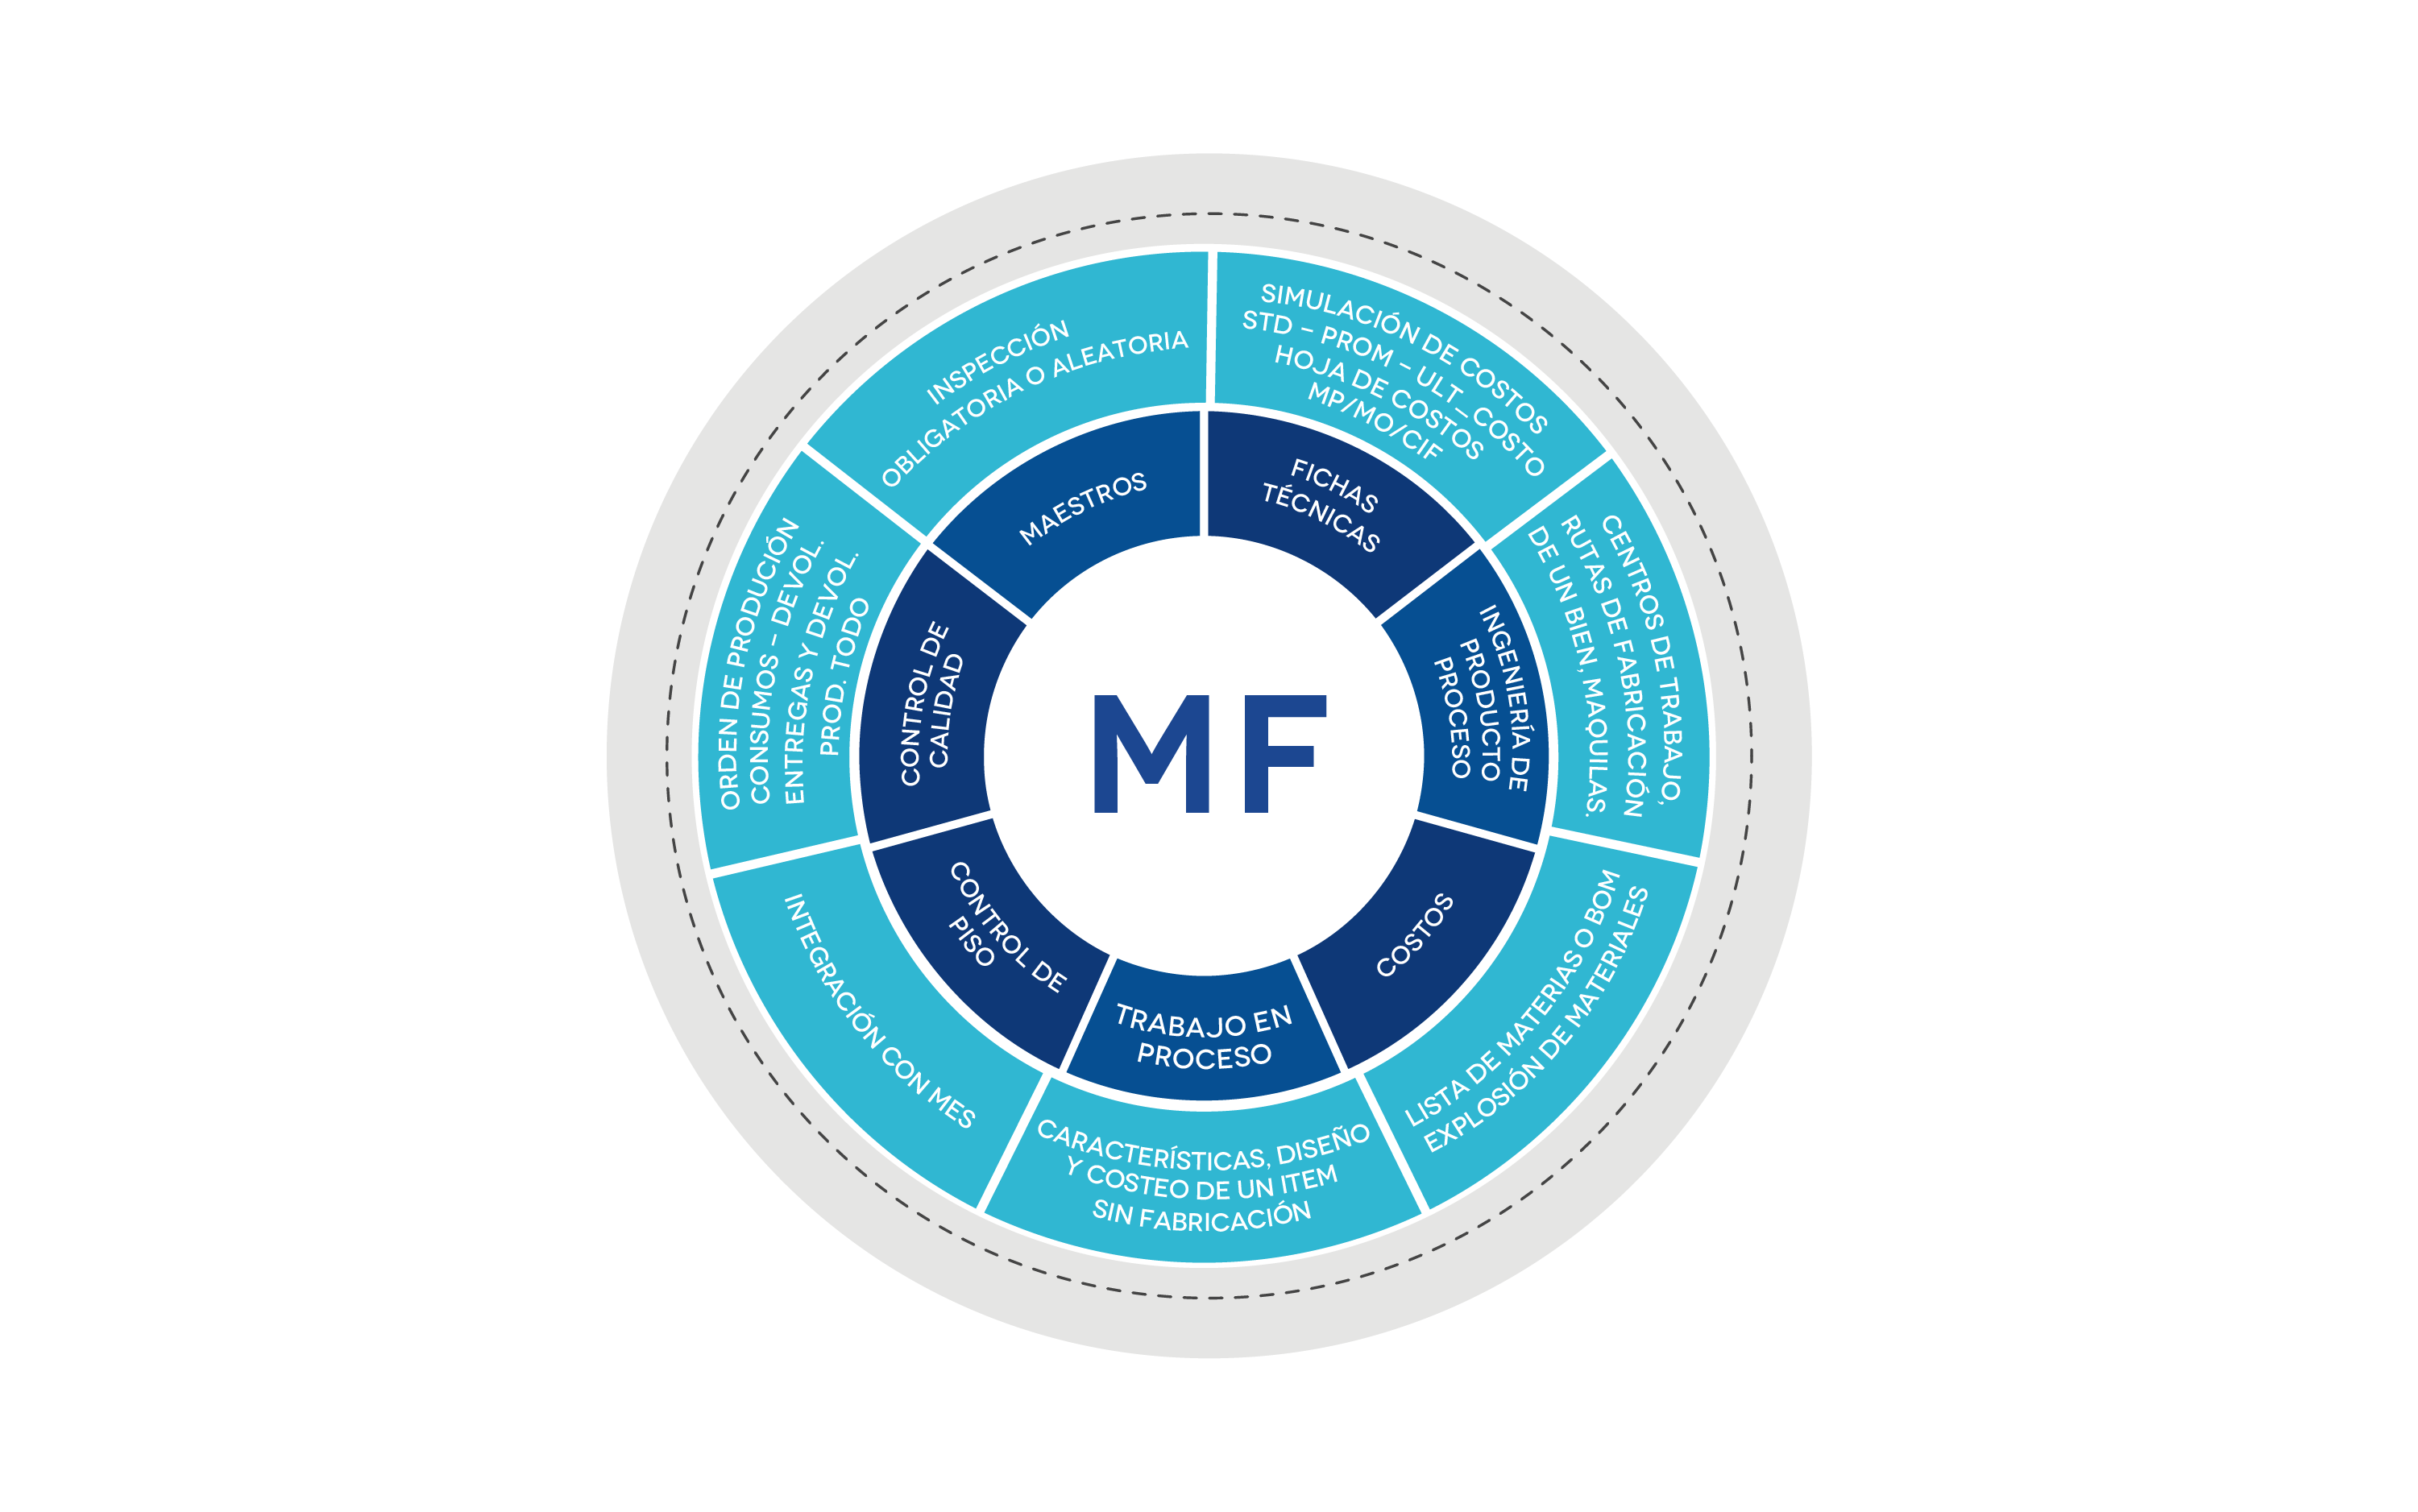 MF
FICHAS
TÉCNICAS
INGENIERÍA DE
PRODUCTO
PROCESO
COSTOS
TRABAJO EN
PROCESO
CONTROL DE
PISO
CONTROL DE
CALIDAD
MAESTROS
SIMULACIÓN DE COSTOS
STD – PROM – ULT – COSTO
HOJA DE COSTOS
MP/MO/CIF
CENTROS DE TRABAJO,
RUTAS DE FABRICACIÓN
DE UN BIEN, MAQUILAS.
LISTA DE MATERIAS O BOM
EXPLOSIÓN DE MATERIALES
CARACTERÍSTICAS, DISEÑO
Y COSTEO DE UN ITEM
SIN FABRICACIÓN
INTEGRACIÓN CON MES
ORDEN DE PRODUCIÓN
CONSUMOS – DEVOL.
ENTREGAS Y DEVOL.
PROD. TODO
INSPECCIÓN
OBLIGATORIA O ALEATORIA